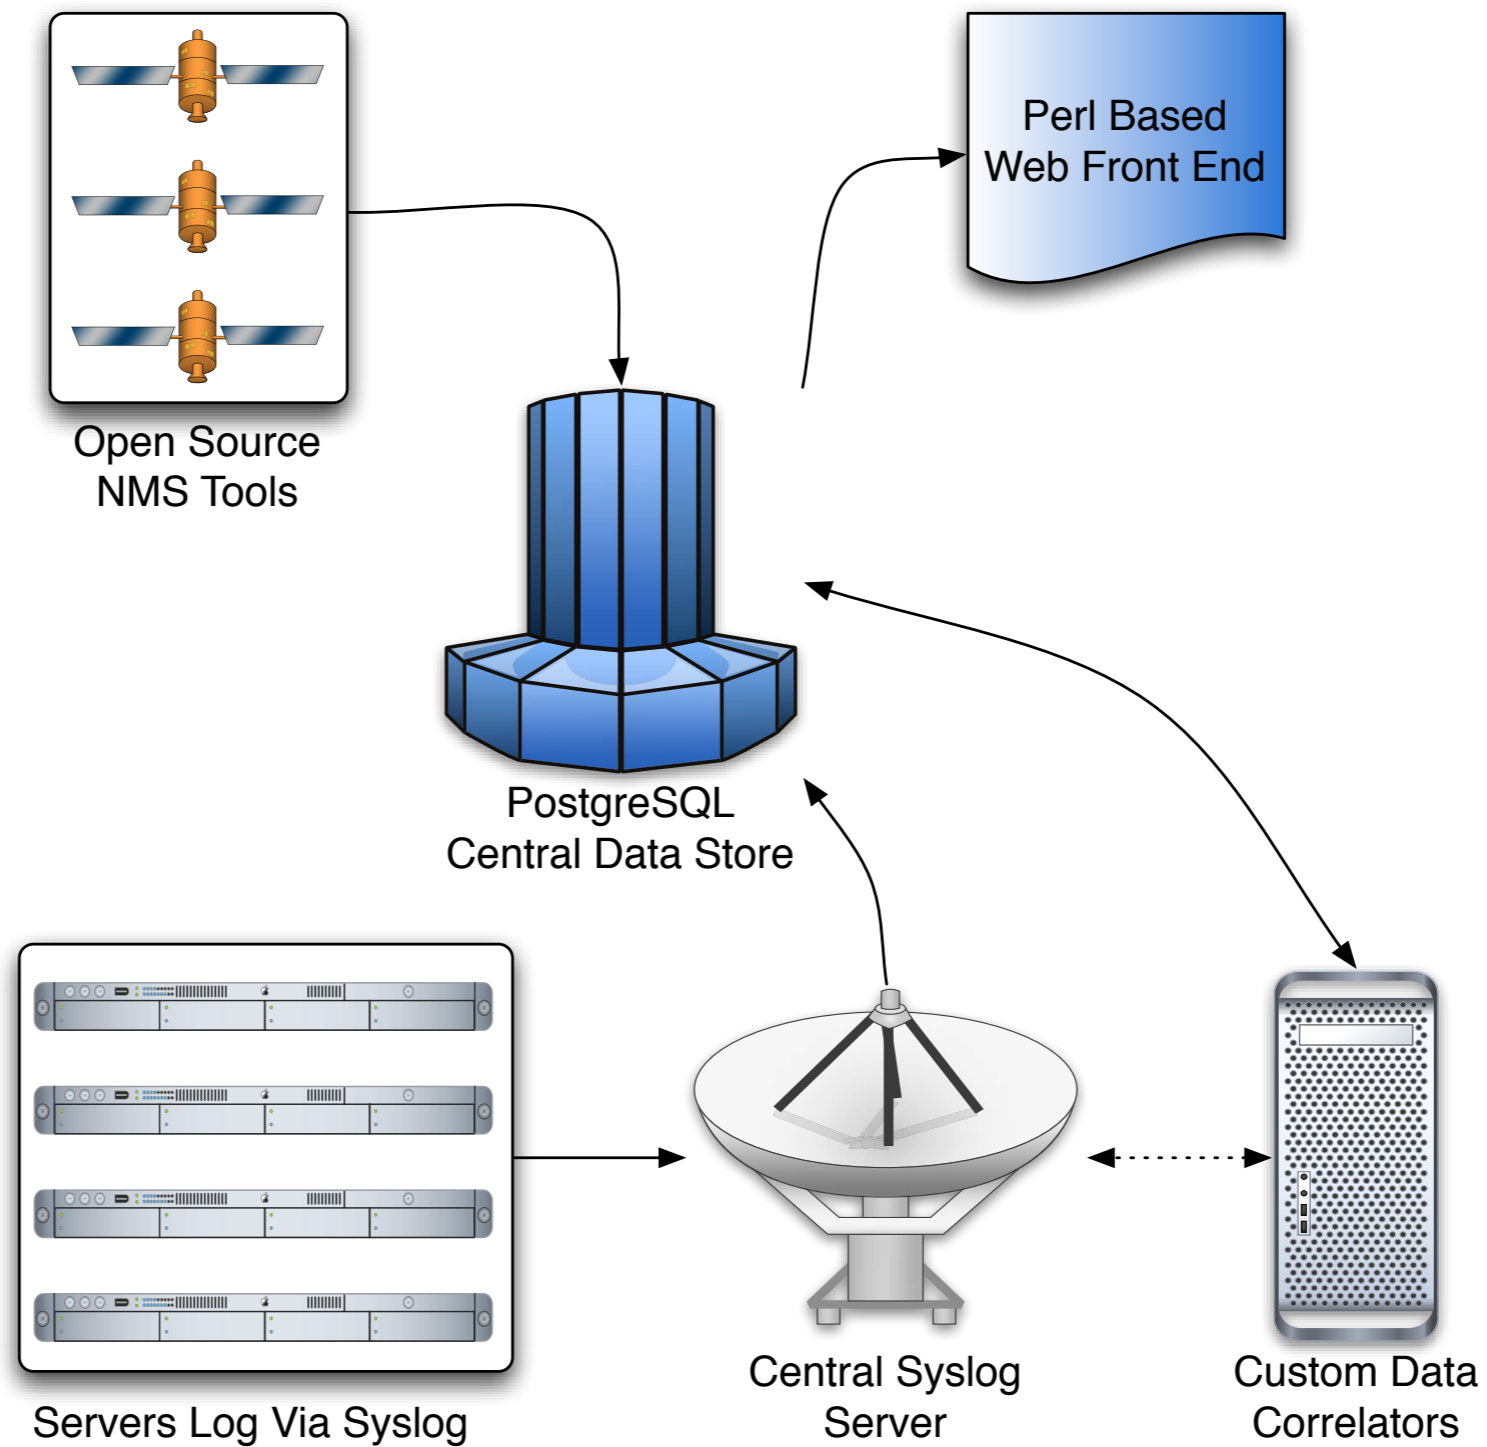 Perl Based
Web Front End
Open Source
NMS Tools
PostgreSQL
Central Data Store
Servers Log Via Syslog
Central Syslog
Server
Custom Data
Correlators